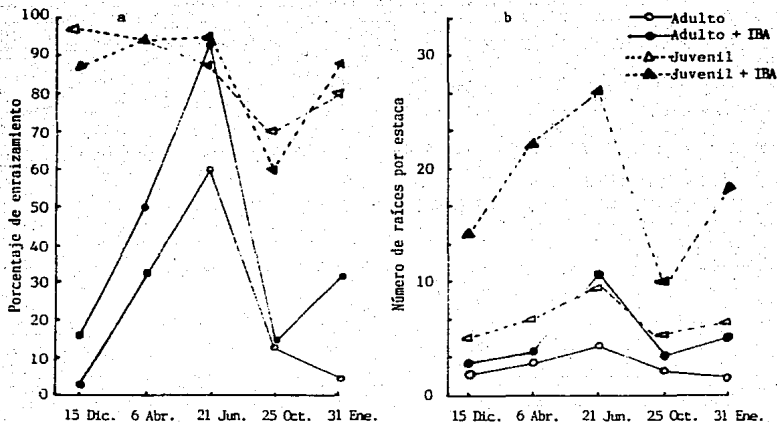 a
100
90
80
70
60
50
40
30
20
10
0
Porcentaje de enraizamiento
15 Dic. 6 Abr. 21 Jun. 25 Oct. 31 Ene.
b
Adulto
Adulto + IBA
Juvenil
Juvenil + IBA
30
20
10
0
Número de raíces por estaca
15 Dic. 6 Abr. 21 Jun. 25 Oct. 31 Ene.